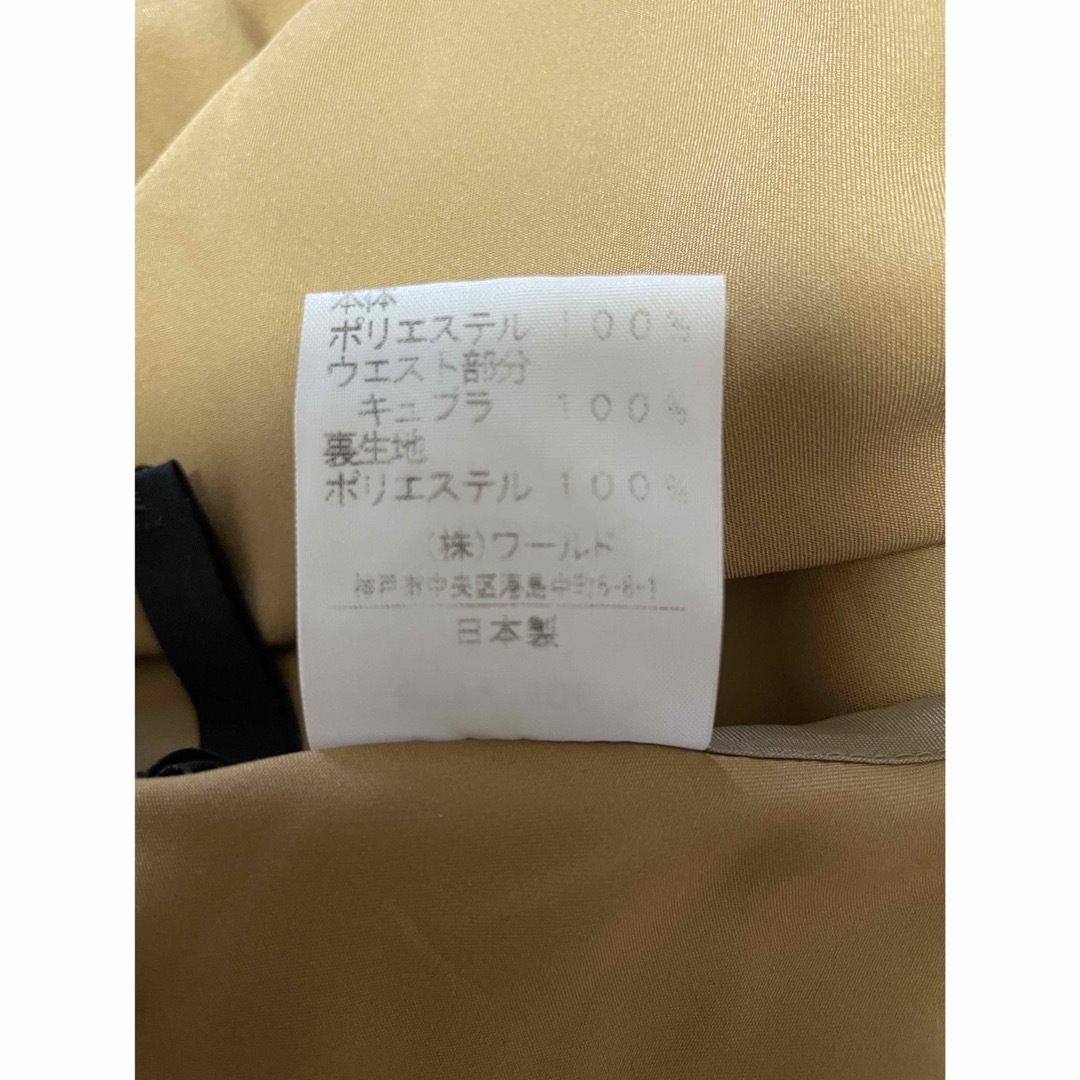 本体
ポリエステル 100%
ウエスト部分
キュプラ 100%
裏生地
ポリエステル 100%
(株)ワールド
神戸市中央区港島中町6-8-1
日本製